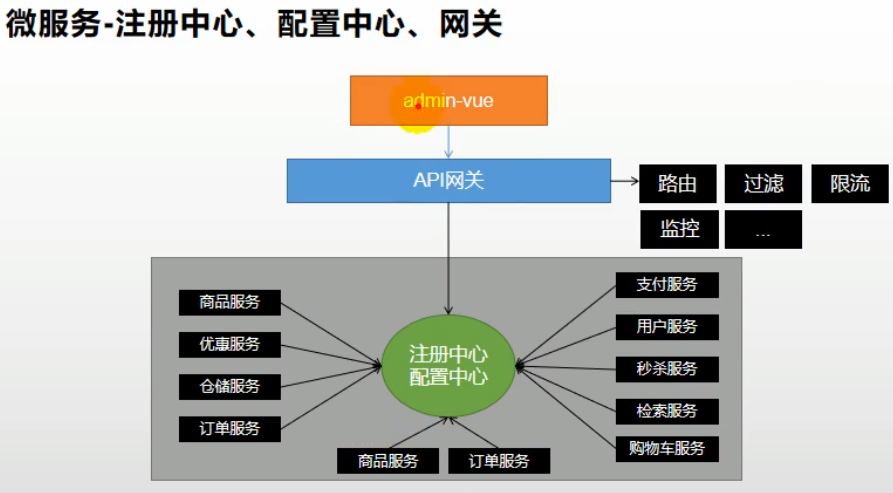 微服务-注册中心、配置中心、网关
admin-vue
API网关
路由
过滤
限流
监控
...
商品服务
优惠服务
仓储服务
订单服务
注册中心
配置中心
支付服务
用户服务
秒杀服务
检索服务
购物车服务
商品服务
订单服务